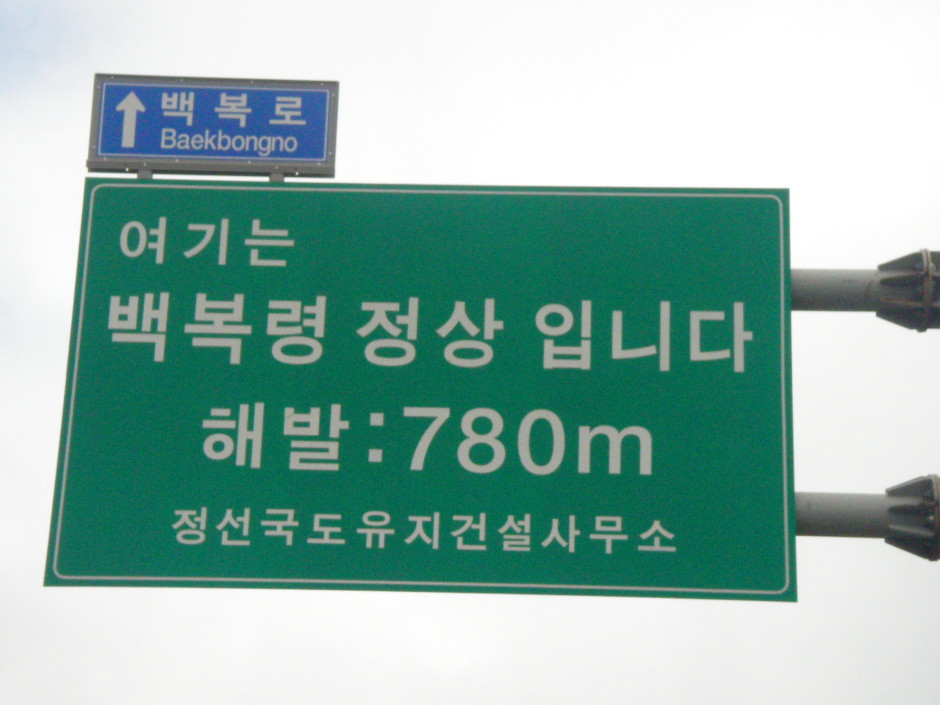 백복로
Baekbongno
여기는
백복령 정상 입니다
해발:780m
정선국도유지건설사무소